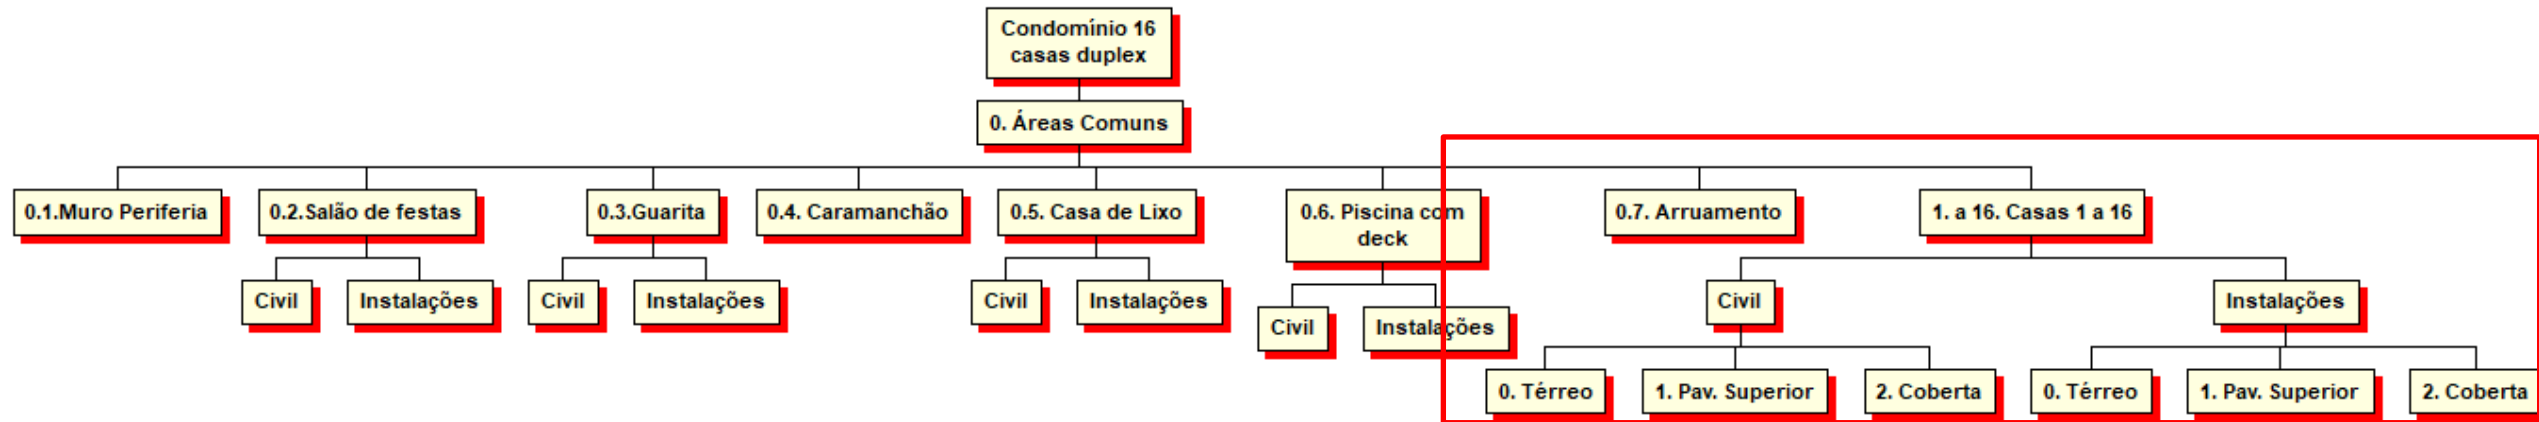 Condomínio 16
casas duplex
0. Áreas Comuns
0.1.Muro Periferia
0.2.Salão de festas
0.3.Guarita
0.4. Caramanchão
0.5. Casa de Lixo
0.6. Piscina com
deck
0.7. Arruamento
1. a 16. Casas 1 a 16
Civil
Instalações
Civil
Instalações
Civil
Instalações
Civil
Instalações
Civil
Instalações
0. Térreo
1. Pav. Superior
2. Coberta
0. Térreo
1. Pav. Superior
2. Coberta